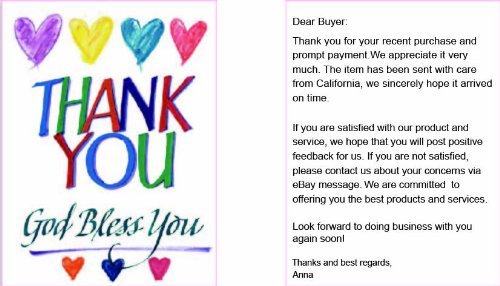 THANK
YOU
God Bless You
Dear Buyer:
Thank you for your recent purchase and
prompt payment.We appreciate it very
much. The item has been sent with care
from California, we sincerely hope it arrived
on time.
If you are satisfied with our product and
service, we hope that you will post positive
feedback for us. If you are not satisfied,
please contact us about your concerns via
eBay message. We are committed to
offering you the best products and services.
Look forward to doing business with you
again soon!
Thanks and best regards,
Anna